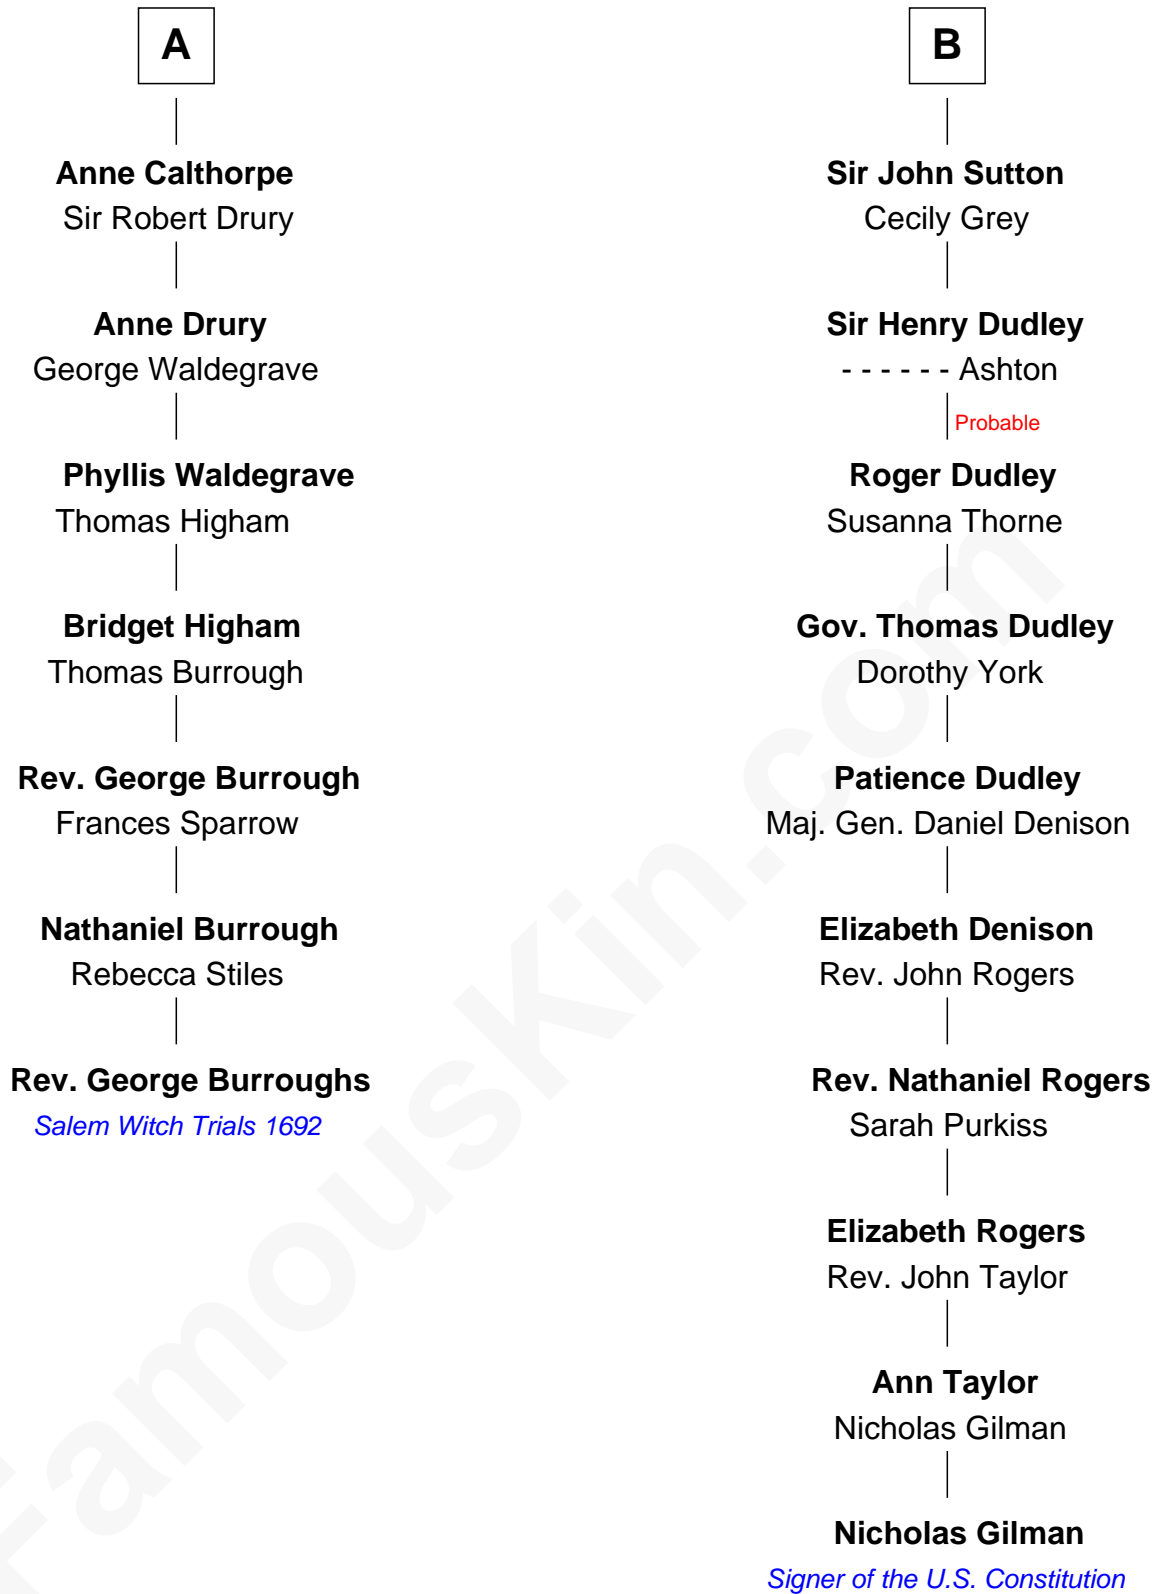 A
Anne Calthorpe
Sir Robert Drury
Anne Drury
George Waldegrave
Phyllis Waldegrave
Thomas Higham
Bridget Higham
Thomas Burrough
Rev. George Burrough
Frances Sparrow
Nathaniel Burrough
Rebecca Stiles
Rev. George Burroughs
Salem Witch Trials 1692
B
Sir John Sutton
Cecily Grey
Sir Henry Dudley
- - - - - - Ashton
Probable
Roger Dudley
Susanna Thorne
Gov. Thomas Dudley
Dorothy York
Patience Dudley
Maj. Gen. Daniel Denison
Elizabeth Denison
Rev. John Rogers
Rev. Nathaniel Rogers
Sarah Purkiss
Elizabeth Rogers
Rev. John Taylor
Ann Taylor
Nicholas Gilman
Nicholas Gilman
Signer of the U.S. Constitution
FamousKin.com